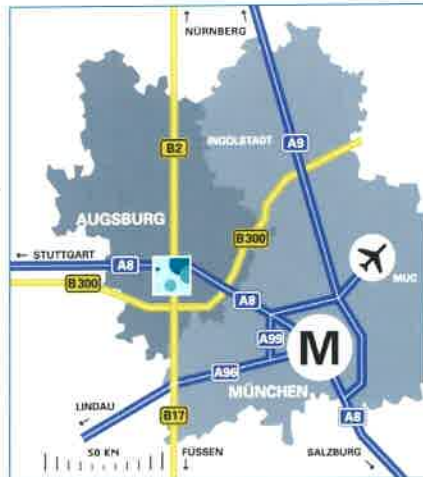 NÜRNBERG
B2
INGOLSTADT
A9
AUGSBURG
B300
STUTTGART
A8
MUC
B300
A8
A99
M
A96
MÜNCHEN
LINDAU
B17
A8
50 KM
FÜSSEN
SALZBURG